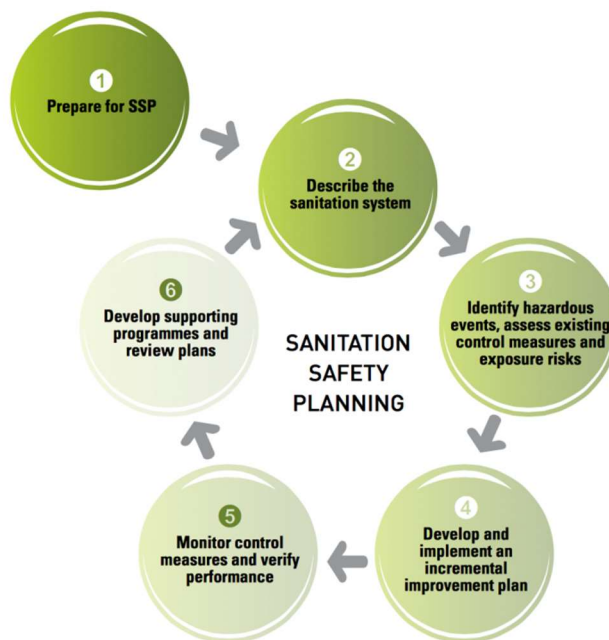 1
Prepare for SSP
2
Describe the
sanitation system
3
Identify hazardous
events, assess existing
control measures and
exposure risks
4
Develop and
implement an
incremental
improvement plan
5
Monitor control
measures and verify
performance
6
Develop supporting
programmes and
review plans
SANITATION
SAFETY
PLANNING